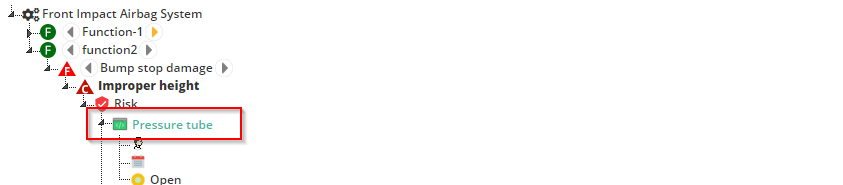 Front Impact Airbag System
F Function-1
F function2
F Bump stop damage
C Improper height
Risk
Pressure tube
Open